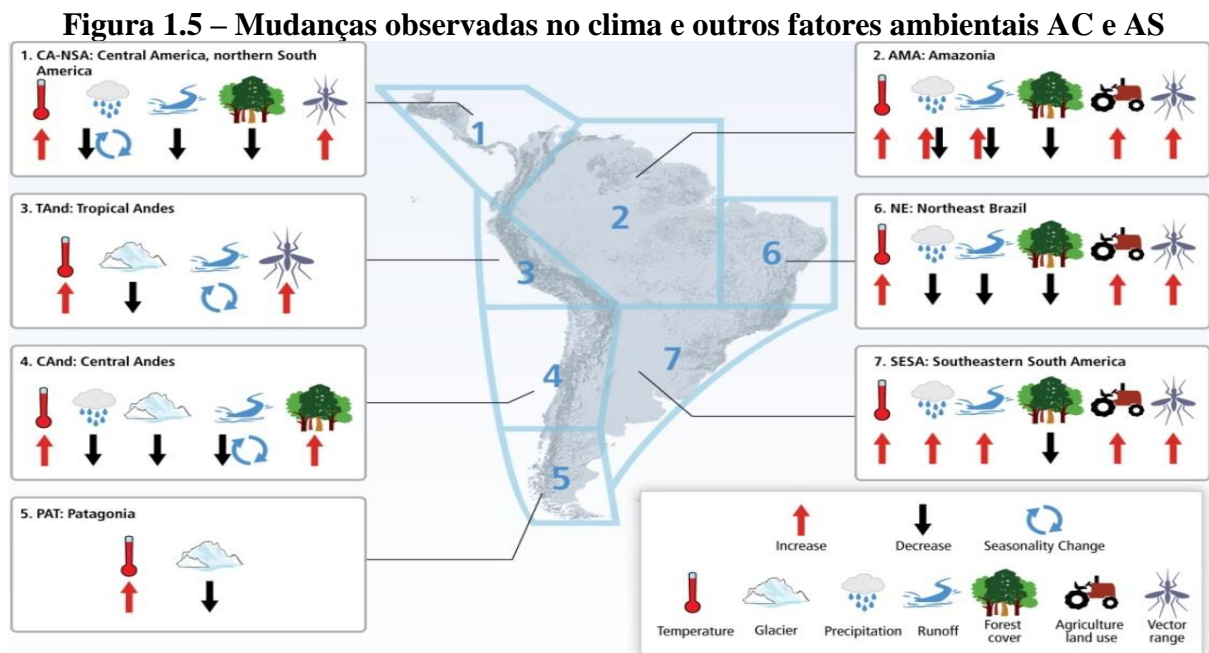 Figura 1.5 – Mudanças observadas no clima e outros fatores ambientais AC e AS
1. CA-NSA: Central America, northern South
America
2. AMA: Amazonia
3. TAnd: Tropical Andes
6. NE: Northeast Brazil
4. CAnd: Central Andes
7. SESA: Southeastern South America
5. PAT: Patagonia
1
2
3
6
4
7
5
Increase Decrease Seasonality Change
Temperature Glacier Precipitation Runoff Forest cover Agriculture land use Vector range